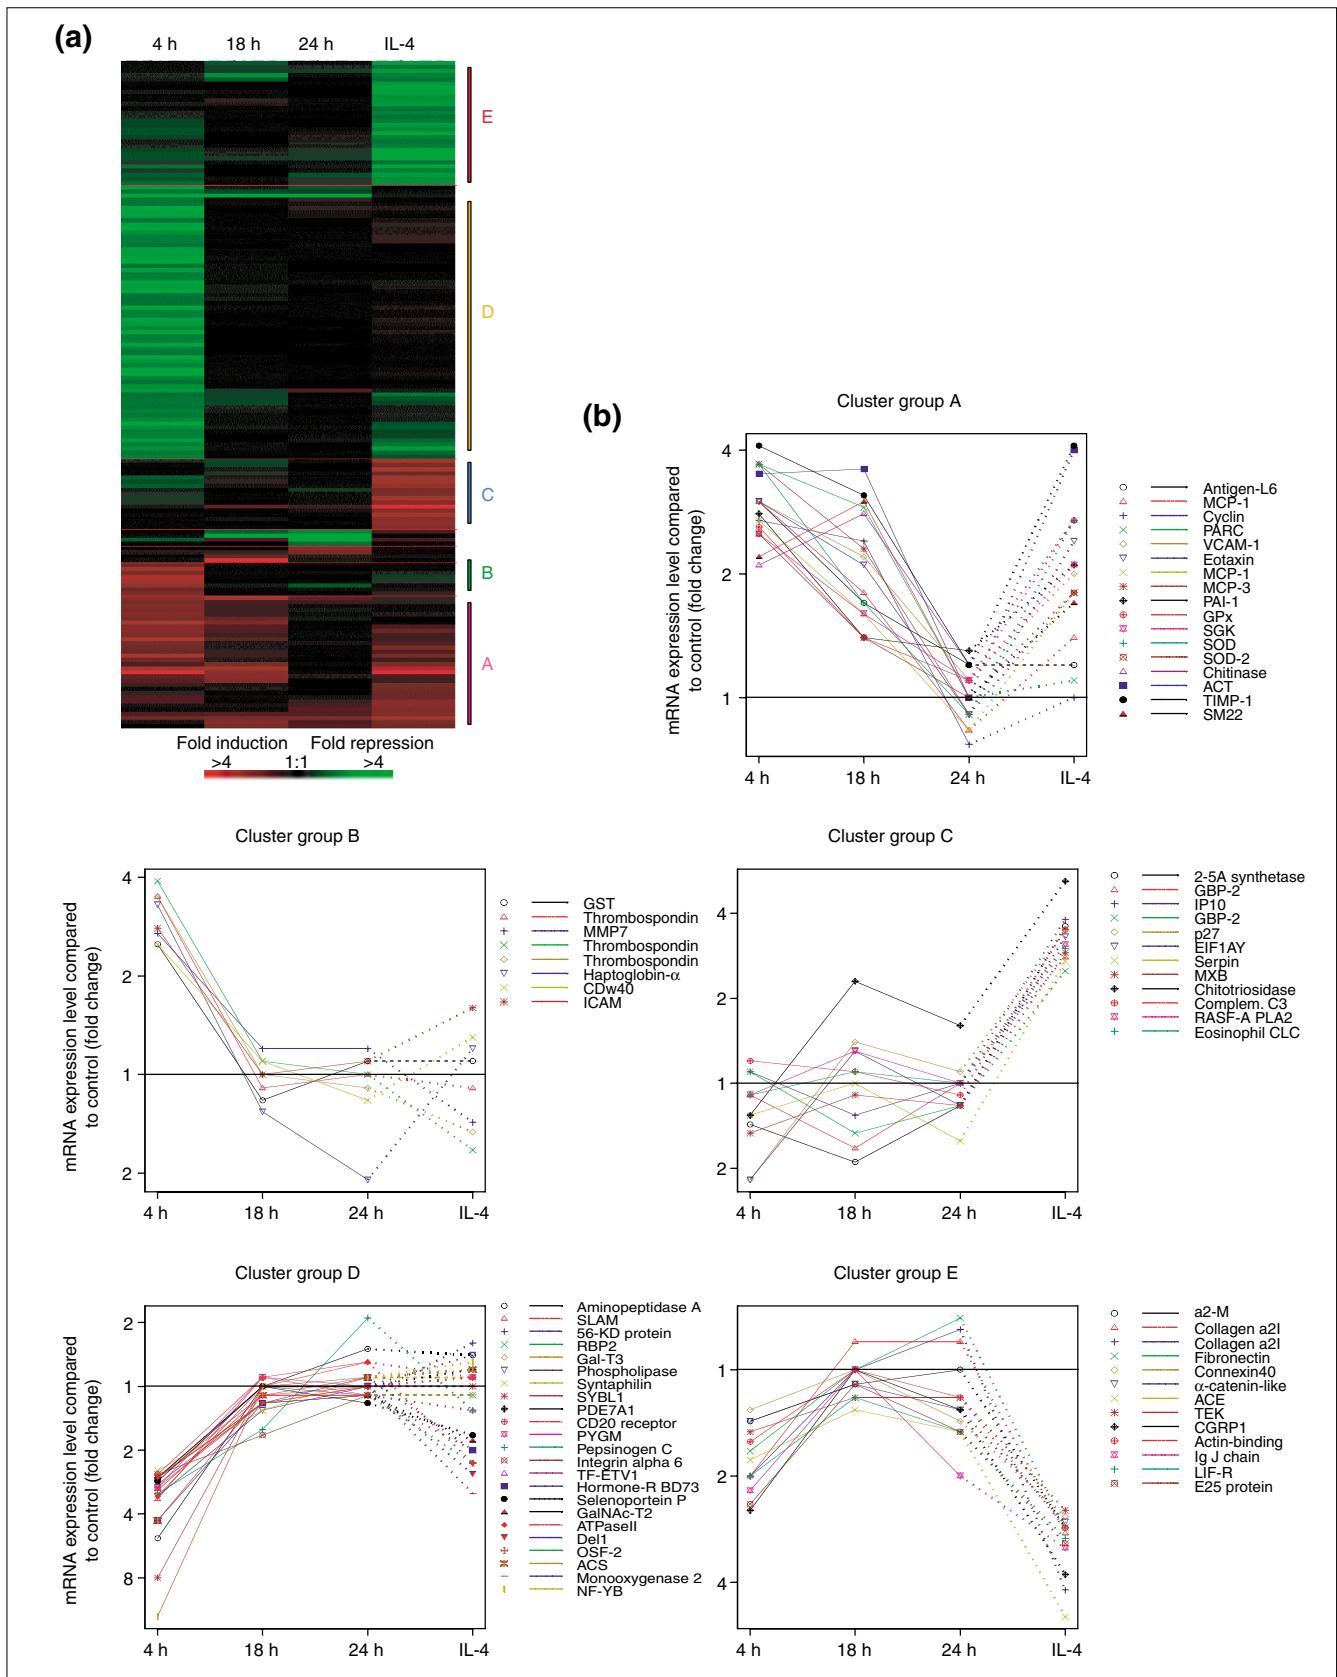 (a)
4 h 18 h 24 h IL-4
E
D
C
B
A
Fold induction Fold repression
>4 1:1 >4
(b)
Cluster group A
mRNA expression level compared
to control (fold change)
4
2
1
4 h 18 h 24 h IL-4
Antigen-L6
MCP-1
Cyclin
PARC
VCAM-1
Eotaxin
MCP-1
MCP-3
PAI-1
GPx
SGK
SOD
SOD-2
Chitinase
ACT
TIMP-1
SM22
Cluster group B
mRNA expression level compared
to control (fold change)
4
2
1
2
4 h 18 h 24 h IL-4
GST
Thrombospondin
MMP7
Thrombospondin
Thrombospondin
Haptoglobin-α
CDw40
ICAM
Cluster group C
4
2
1
2
4 h 18 h 24 h IL-4
2-5A synthetase
GBP-2
IP10
GBP-2
p27
EIF1AY
Serpin
MXB
Chitotriosidase
Complem. C3
RASF-A PLA2
Eosinophil CLC
Cluster group D
mRNA expression level compared
to control (fold change)
2
1
2
4
8
4 h 18 h 24 h IL-4
Aminopeptidase A
SLAM
56-KD protein
RBP2
Gal-T3
Phospholipase
Syntaphilin
SYBL1
PDE7A1
CD20 receptor
PYGM
Pepsinogen C
Integrin alpha 6
TF-ETV1
Hormone-R BD73
Selenoportein P
GalNAc-T2
ATPaseII
Del1
OSF-2
ACS
Monooxygenase 2
NF-YB
Cluster group E
1
2
4
4 h 18 h 24 h IL-4
a2-M
Collagen a2I
Collagen a2I
Fibronectin
Connexin40
α-catenin-like
ACE
TEK
CGRP1
Actin-binding
Ig J chain
LIF-R
E25 protein